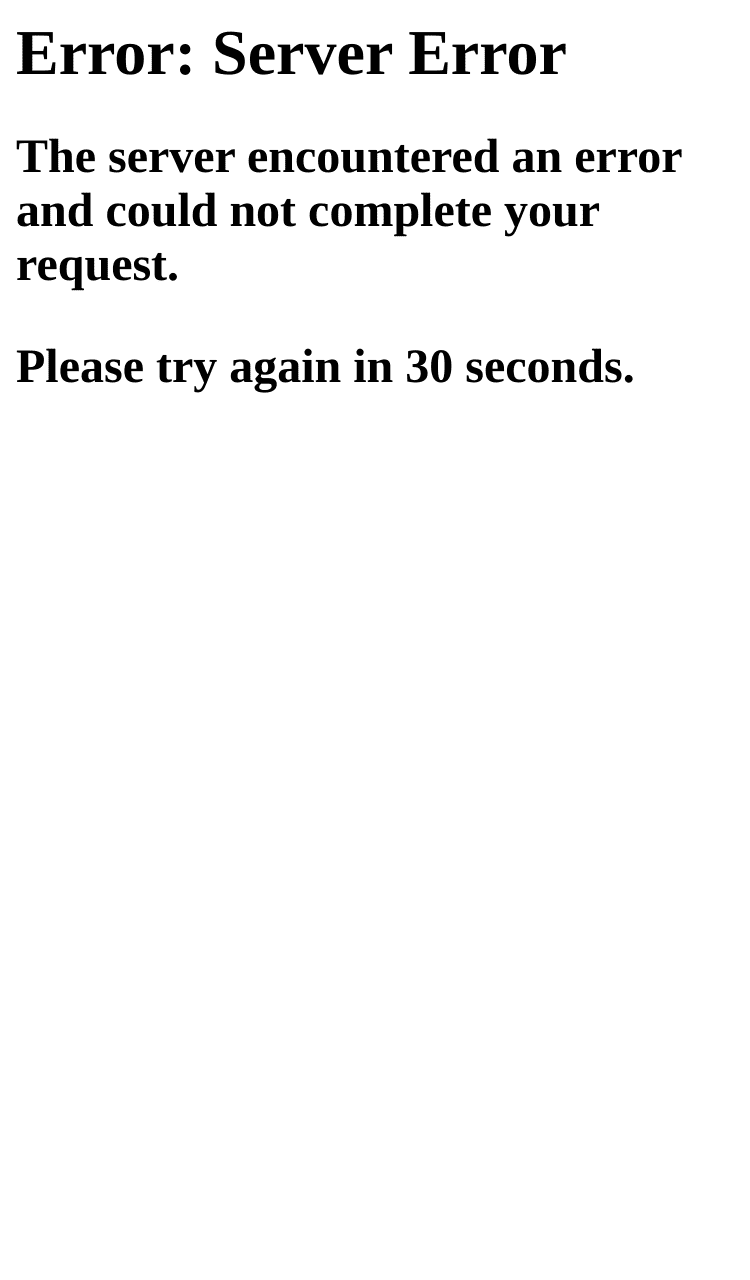 Error: Server Error
The server encountered an error
and could not complete your
request.
Please try again in 30 seconds.